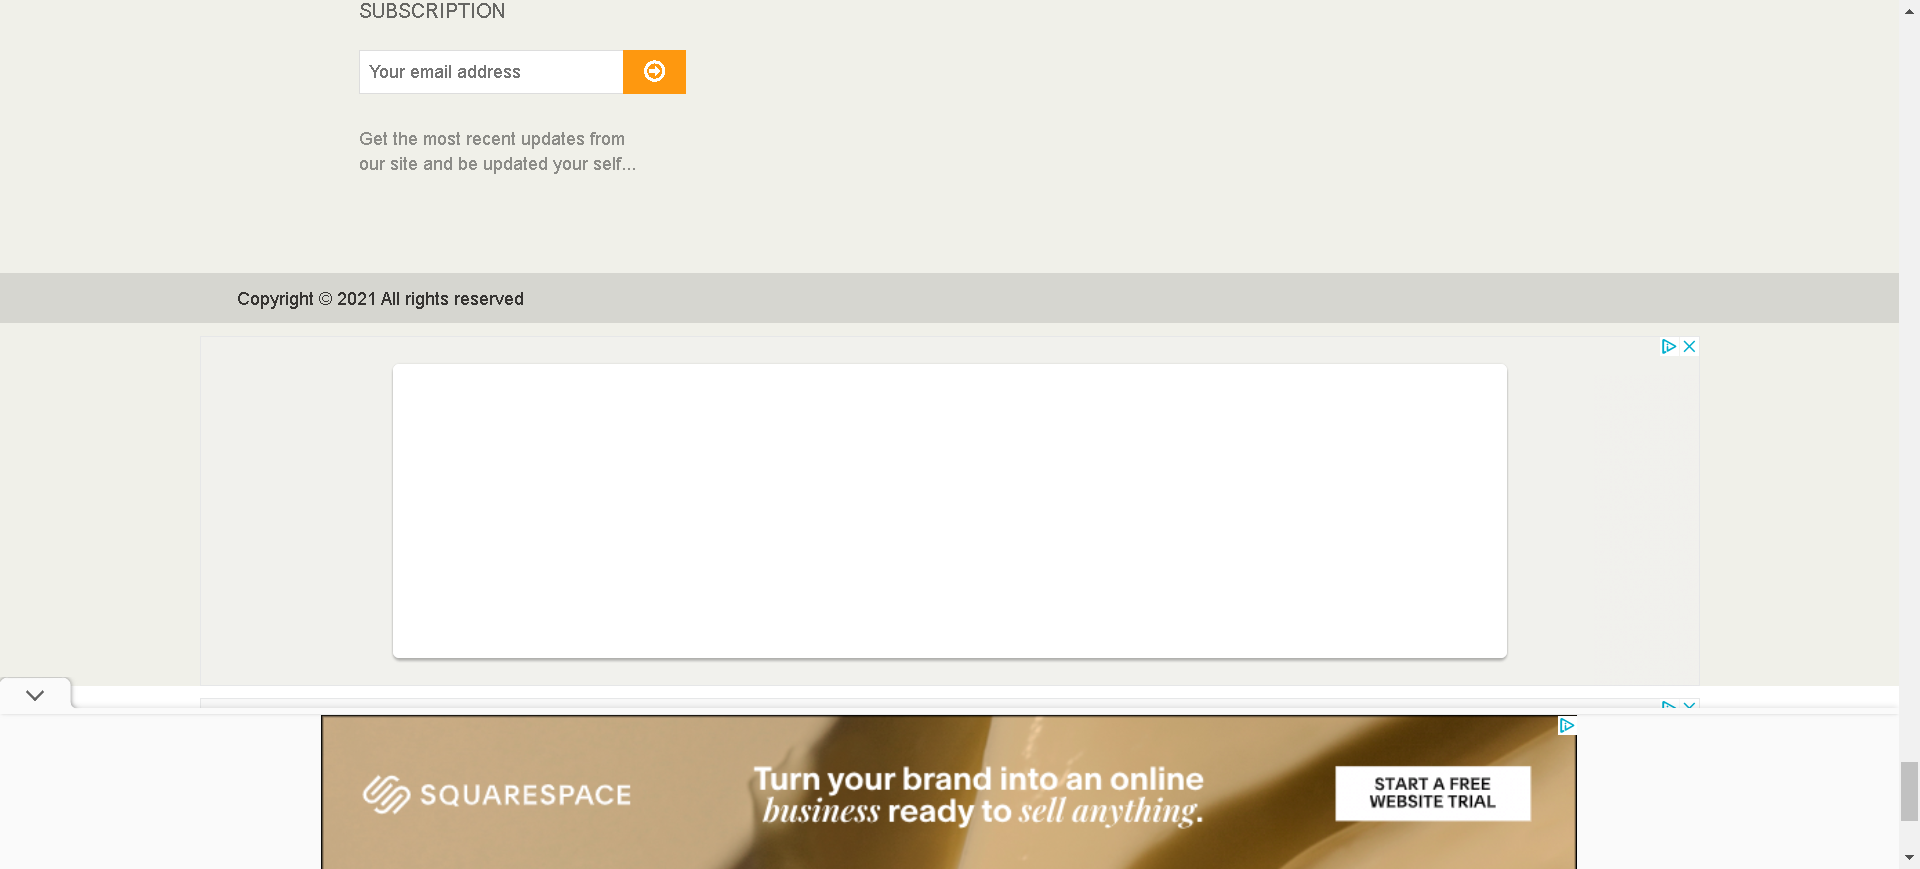 SUBSCRIPTION
Your email address
Get the most recent updates from
our site and be updated your self...
Copyright © 2021 All rights reserved
SQUARESPACE
Turn your brand into an online
business ready to sell anything.
START A FREE
WEBSITE TRIAL